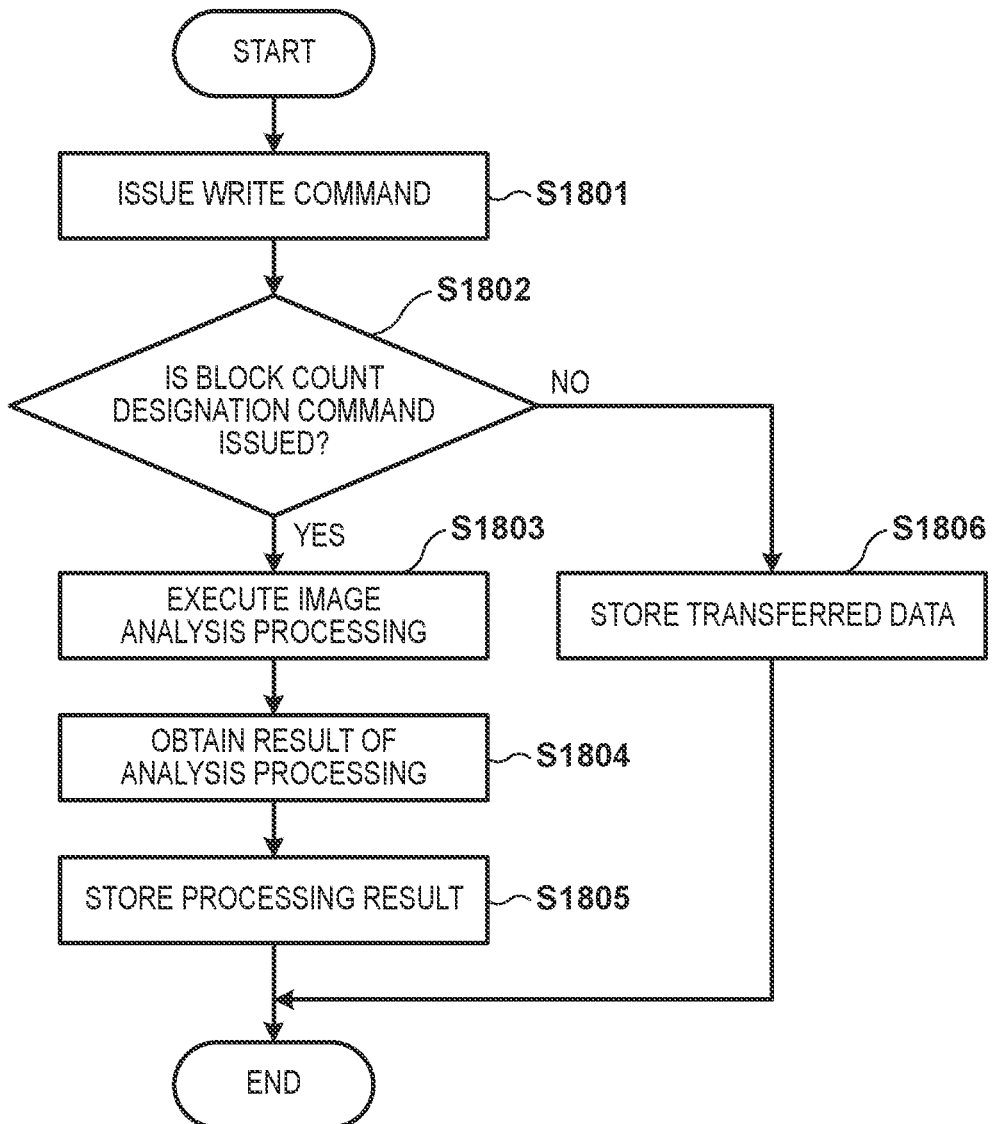 START
ISSUE WRITE COMMAND
S1801
S1802
IS BLOCK COUNT
DESIGNATION COMMAND
ISSUED?
NO
YES
S1803
S1806
EXECUTE IMAGE
ANALYSIS PROCESSING
STORE TRANSFERRED DATA
OBTAIN RESULT OF
ANALYSIS PROCESSING
S1804
STORE PROCESSING RESULT
S1805
END